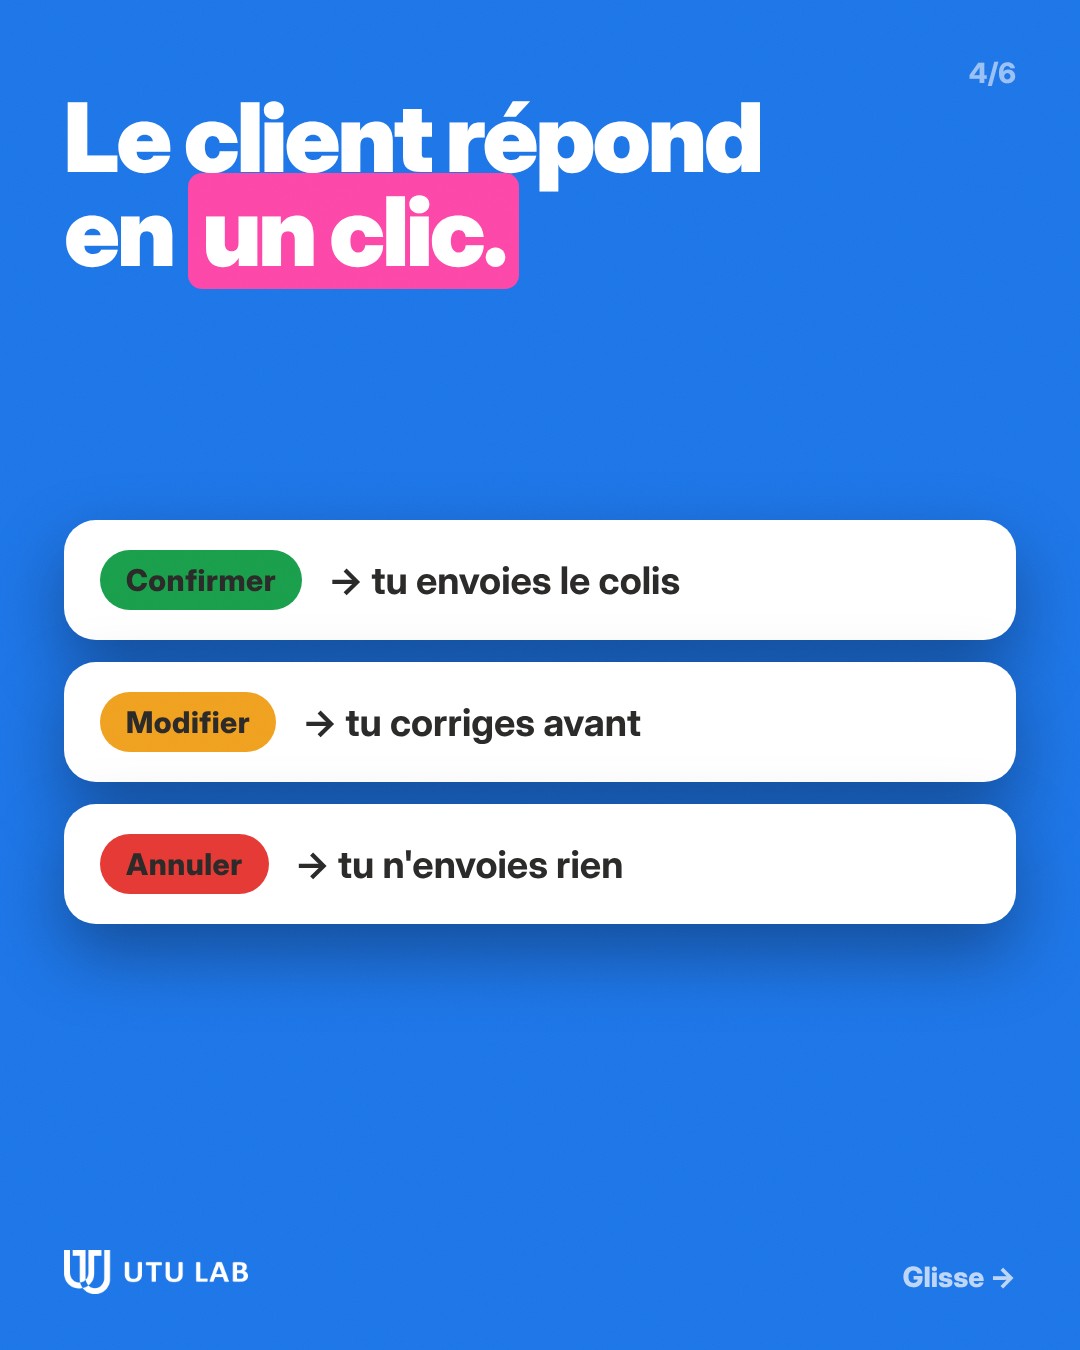 4/6
Le client répond
en un clic.
Confirmer → tu envoies le colis
Modifier → tu corriges avant
Annuler → tu n'envoies rien
UTU LAB
Glisse →